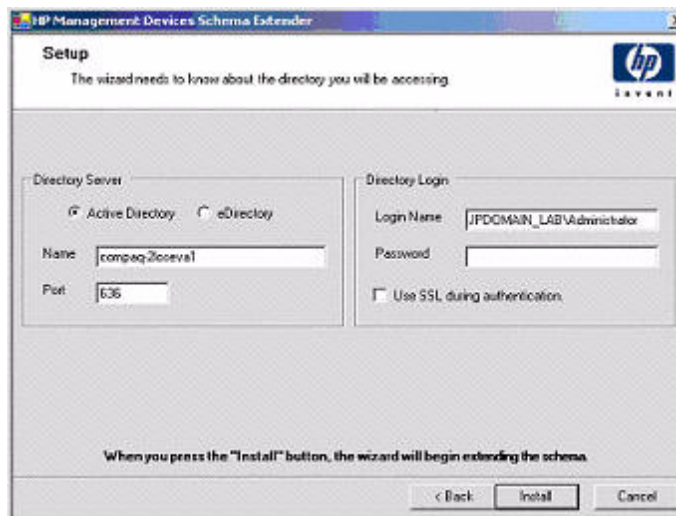 HP Management Devices Schema Extender
Setup
The wizard needs to know about the directory you will be accessing.
hp
invent
Directory Server
Active Directory
eDirectory
Name
compaq-2loseva1
Port
636
Directory Login
Login Name
JPDOMAIN_LAB\Administrator
Password
Use SSL during authentication.
When you press the "Install" button, the wizard will begin extending the schema.
< Back
Install
Cancel